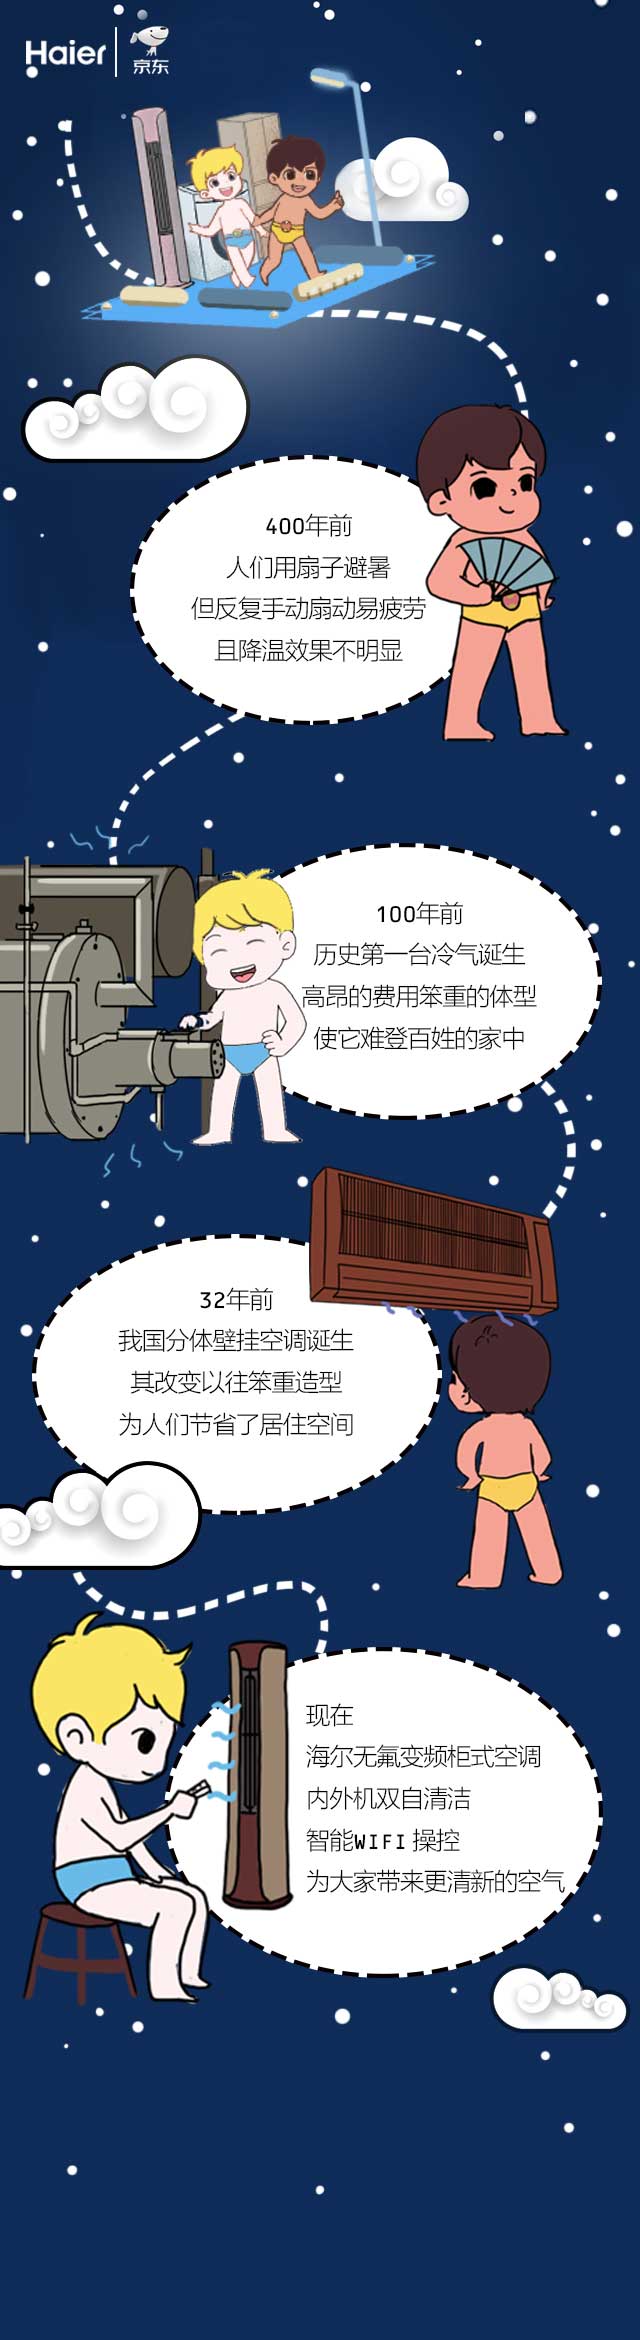 Haier
京东
400年前
人们用扇子避暑
但反复手动扇动易疲劳
且降温效果不明显
100年前
历史第一台冷气诞生
高昂的费用笨重的体型
使它难登百姓的家中
32年前
我国分体壁挂空调诞生
其改变以往笨重造型
为人们节省了居住空间
现在
海尔无氟变频柜式空调
内外机双自清洁
智能WIFI 操控
为大家带来更清新的空气